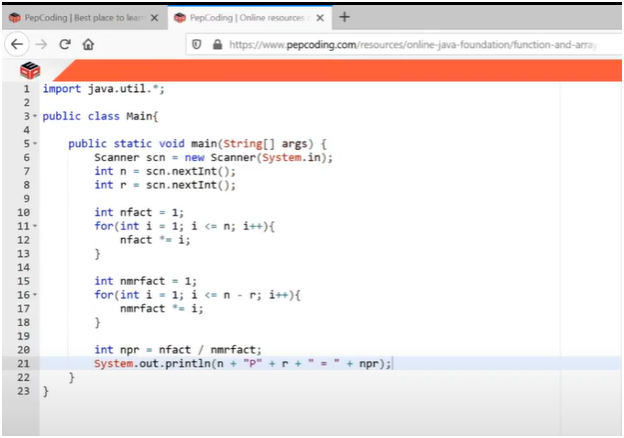 PepCoding | Best place to lear
PepCoding | Online resources
https://www.pepcoding.com/resources/online-java-foundation/function-and-array
1 import java.util.*;
2
3 public class Main{
4
5     public static void main(String[] args) {
6         Scanner scn = new Scanner(System.in);
7         int n = scn.nextInt();
8         int r = scn.nextInt();
9
10         int nfact = 1;
11         for(int i = 1; i <= n; i++){
12             nfact *= i;
13         }
14
15         int nmrfact = 1;
16         for(int i = 1; i <= n - r; i++){
17             nmrfact *= i;
18         }
19
20         int npr = nfact / nmrfact;
21         System.out.println(n + "P" + r + " = " + npr);
22     }
23 }